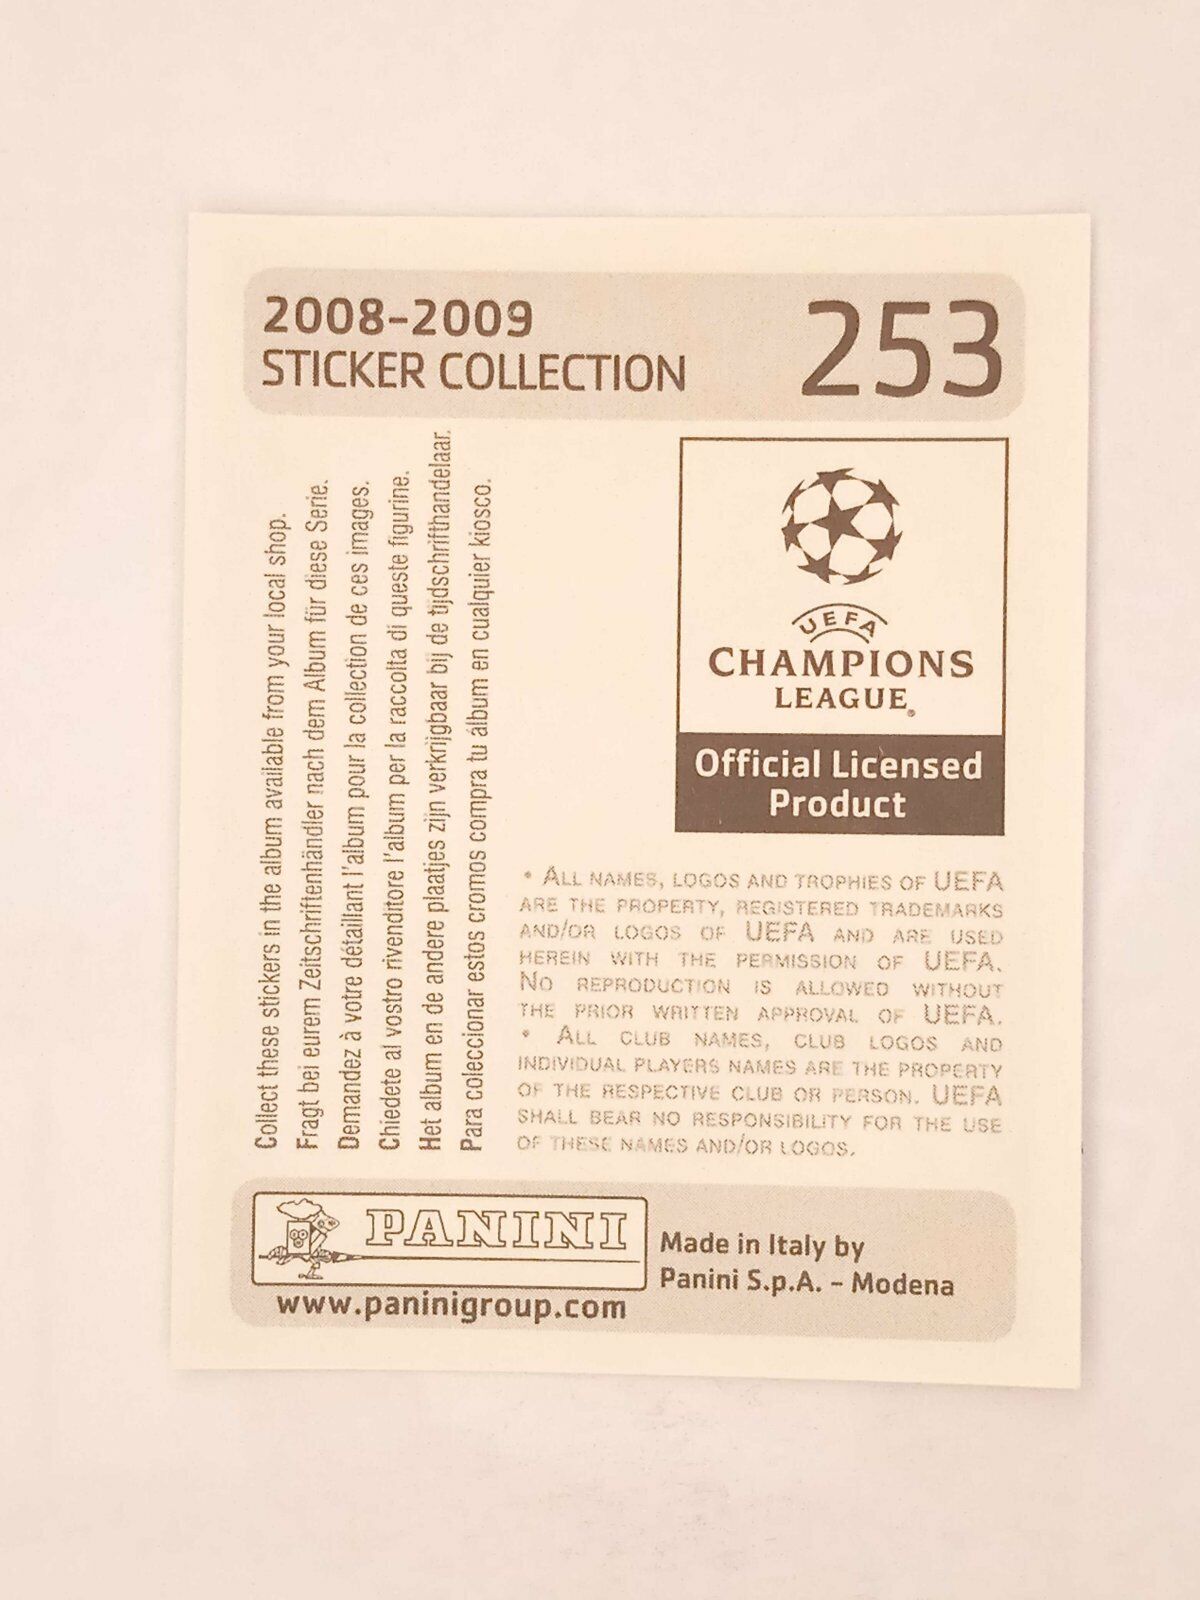 2008-2009
STICKER COLLECTION
253
Collect these stickers in the album available from your local shop.
Fragt bei eurem Zeitschriftenhändler nach dem Album für diese Serie.
Demandez à votre détaillant l'album pour la collection de ces images.
Chiedete al vostro rivenditore l'album per la raccolta di queste figurine.
Het album en de andere plaatjes zijn verkrijgbaar bij de tijdschrifthandelaar.
Para coleccionar estos cromos compra tu álbum en cualquier kiosco.
UEFA
CHAMPIONS
LEAGUE®
Official Licensed
Product
• ALL NAMES, LOGOS AND TROPHIES OF UEFA
ARE THE PROPERTY, REGISTERED TRADEMARKS
AND/OR LOGOS OF UEFA AND ARE USED
HEREIN WITH THE PERMISSION OF UEFA.
NO REPRODUCTION IS ALLOWED WITHOUT
THE PRIOR WRITTEN APPROVAL OF UEFA.
• ALL CLUB NAMES, CLUB LOGOS AND
INDIVIDUAL PLAYERS NAMES ARE THE PROPERTY
OF THE RESPECTIVE CLUB OR PERSON. UEFA
SHALL BEAR NO RESPONSIBILITY FOR THE USE
OF THESE NAMES AND/OR LOGOS.
PANINI
www.paninigroup.com
Made in Italy by
Panini S.p.A. - Modena